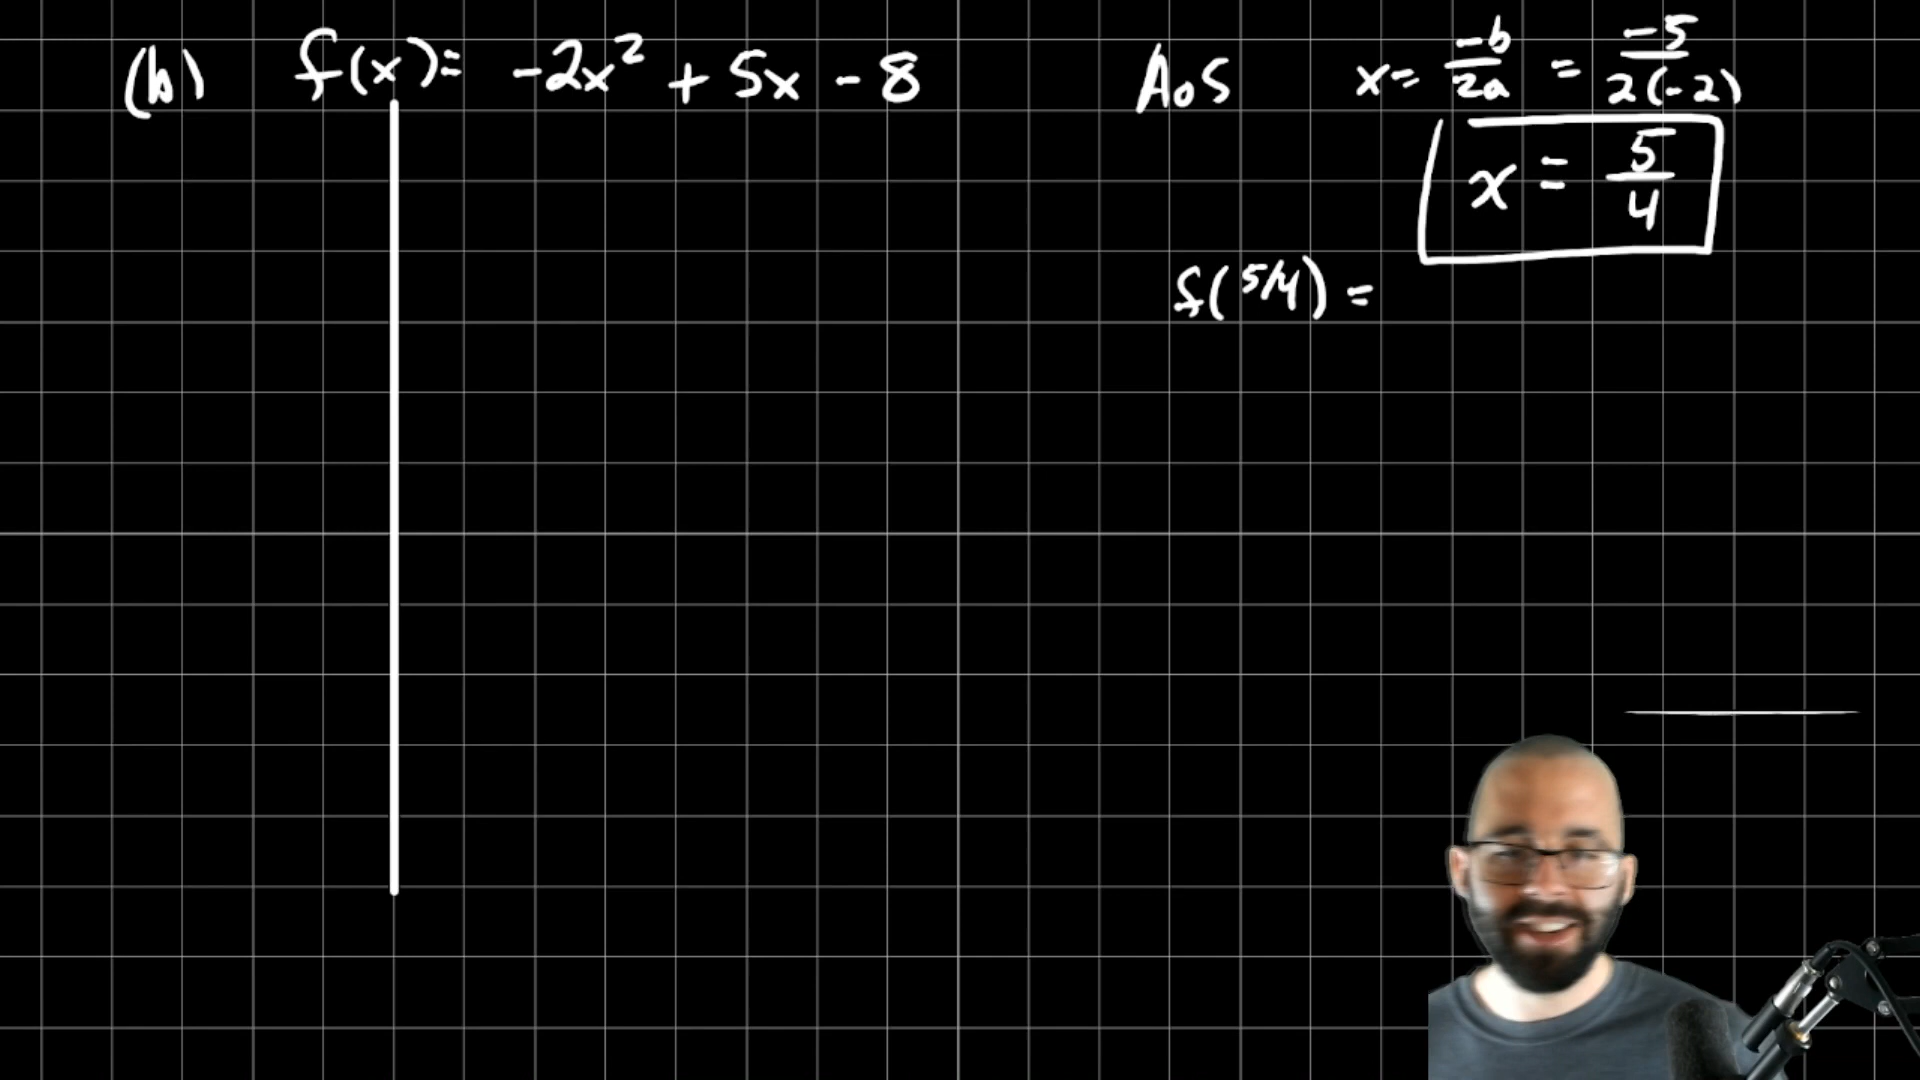 (b) f(x) = -2x² + 5x - 8
AoS x = -b/2a = -5/2(-2)
x = 5/4
f(5/4) =